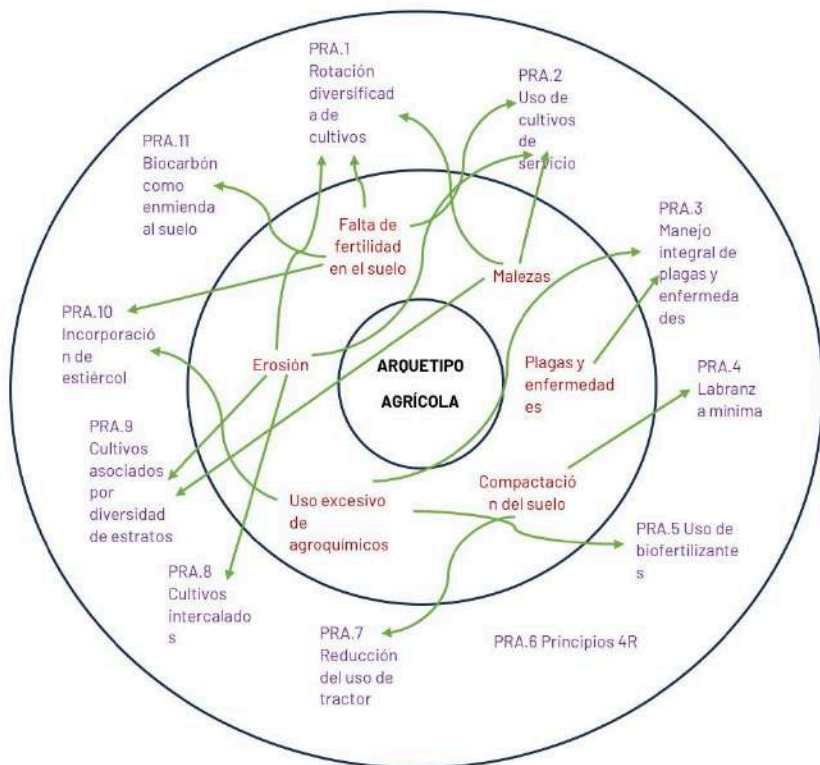 PRA.1
Rotación
diversificad
a de
cultivos
PRA.2
Uso de
cultivos
de
servicio
PRA.11
Biocarbón
como
enmienda
al suelo
PRA.3
Manejo
integral de
plagas y
enfermeda
des
Falta de
fertilidad
en el suelo
Malezas
PRA.10
Incorporació
n de
estiércol
Erosión
ARQUETIPO
AGRÍCOLA
Plagas y
enfermedad
es
PRA.4
Labranz
a mínima
PRA.9
Cultivos
asociados
por
diversidad
de estratos
Uso excesivo
de
agroquímicos
Compactació
n del suelo
PRA.5 Uso de
biofertilizante
s
PRA.8
Cultivos
intercalado
s
PRA.7
Reducción
del uso de
tractor
PRA.6 Principios 4R